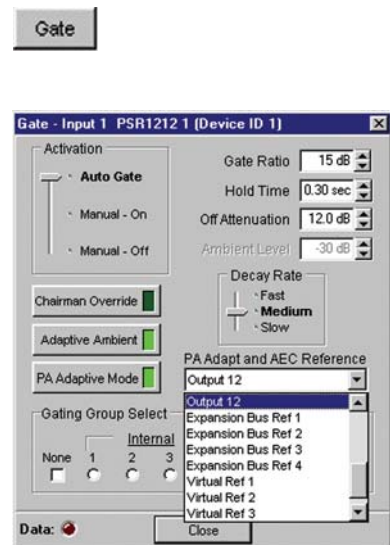 Gate
Gate - Input 1 PSR1212 1 (Device ID 1)
Activation
Auto Gate
Manual - On
Manual - Off
Gate Ratio 15 dB
Hold Time 0.30 sec
Off Attenuation 12.0 dB
Ambient Level -30 dB
Decay Rate
Fast
Medium
Slow
Chairman Override
Adaptive Ambient
PA Adaptive Mode
PA Adapt and AEC Reference
Output 12
Output 12
Expansion Bus Ref 1
Expansion Bus Ref 2
Expansion Bus Ref 3
Expansion Bus Ref 4
Virtual Ref 1
Virtual Ref 2
Virtual Ref 3
Gating Group Select
Internal
None 1 2 3
Data:
Close